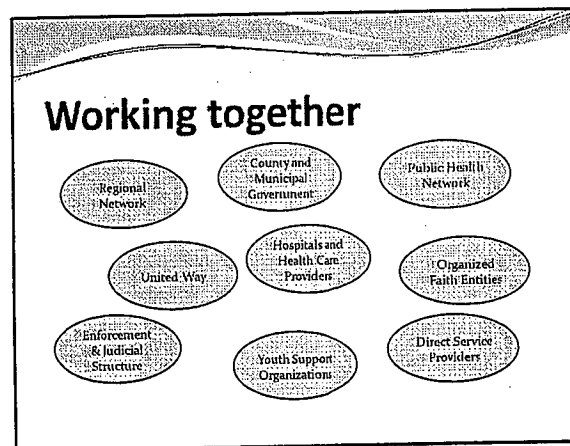 Working together
Regional
Network
County and
Municipal
Government
Public Health
Network
United Way
Hospitals and
Health Care
Providers
Organized
Faith Entities
Enforcement
& Judicial
Structure
Youth Support
Organizations
Direct Service
Providers